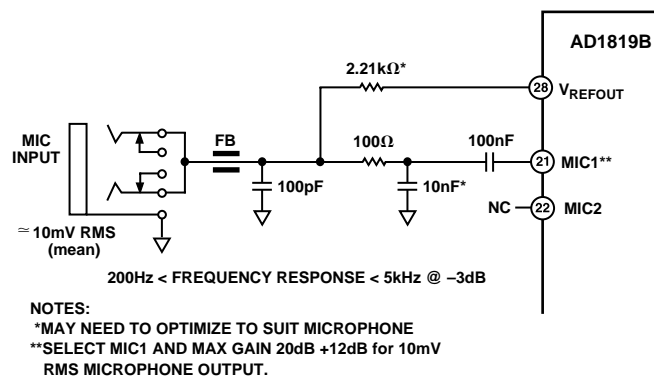 AD1819B
2.21kΩ*
28
VREFOUT
MIC
INPUT
FB
100Ω
100nF
21
MIC1**
100pF
10nF*
NC
22
MIC2
≃ 10mV RMS
(mean)
200Hz < FREQUENCY RESPONSE < 5kHz @ –3dB
NOTES:
*MAY NEED TO OPTIMIZE TO SUIT MICROPHONE
**SELECT MIC1 AND MAX GAIN 20dB +12dB for 10mV
RMS MICROPHONE OUTPUT.